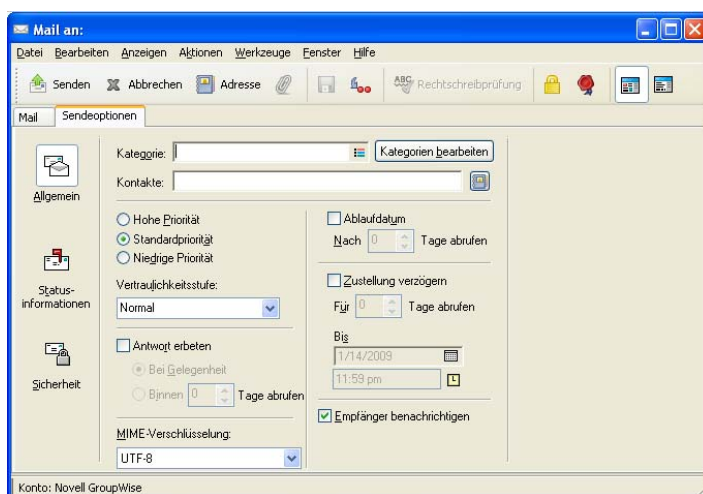 Mail an:
Datei Bearbeiten Anzeigen Aktionen Werkzeuge Fenster Hilfe
Senden Abbrechen Adresse ABC Rechtschreibprüfung
Mail Sendeoptionen
Kategorie: Kategorien bearbeiten
Kontakte:
Allgemein
Status-
informationen
Sicherheit
Hohe Priorität
Standardpriorität
Niedrige Priorität
Vertraulichkeitsstufe:
Normal
Antwort erbeten
Bei Gelegenheit
Binnen 0 Tage abrufen
MIME-Verschlüsselung:
UTF-8
Ablaufdatum
Nach 0 Tage abrufen
Zustellung verzögern
Für 0 Tage abrufen
Bis
1/14/2009
11:59 pm
Empfänger benachrichtigen
Konto: Novell GroupWise